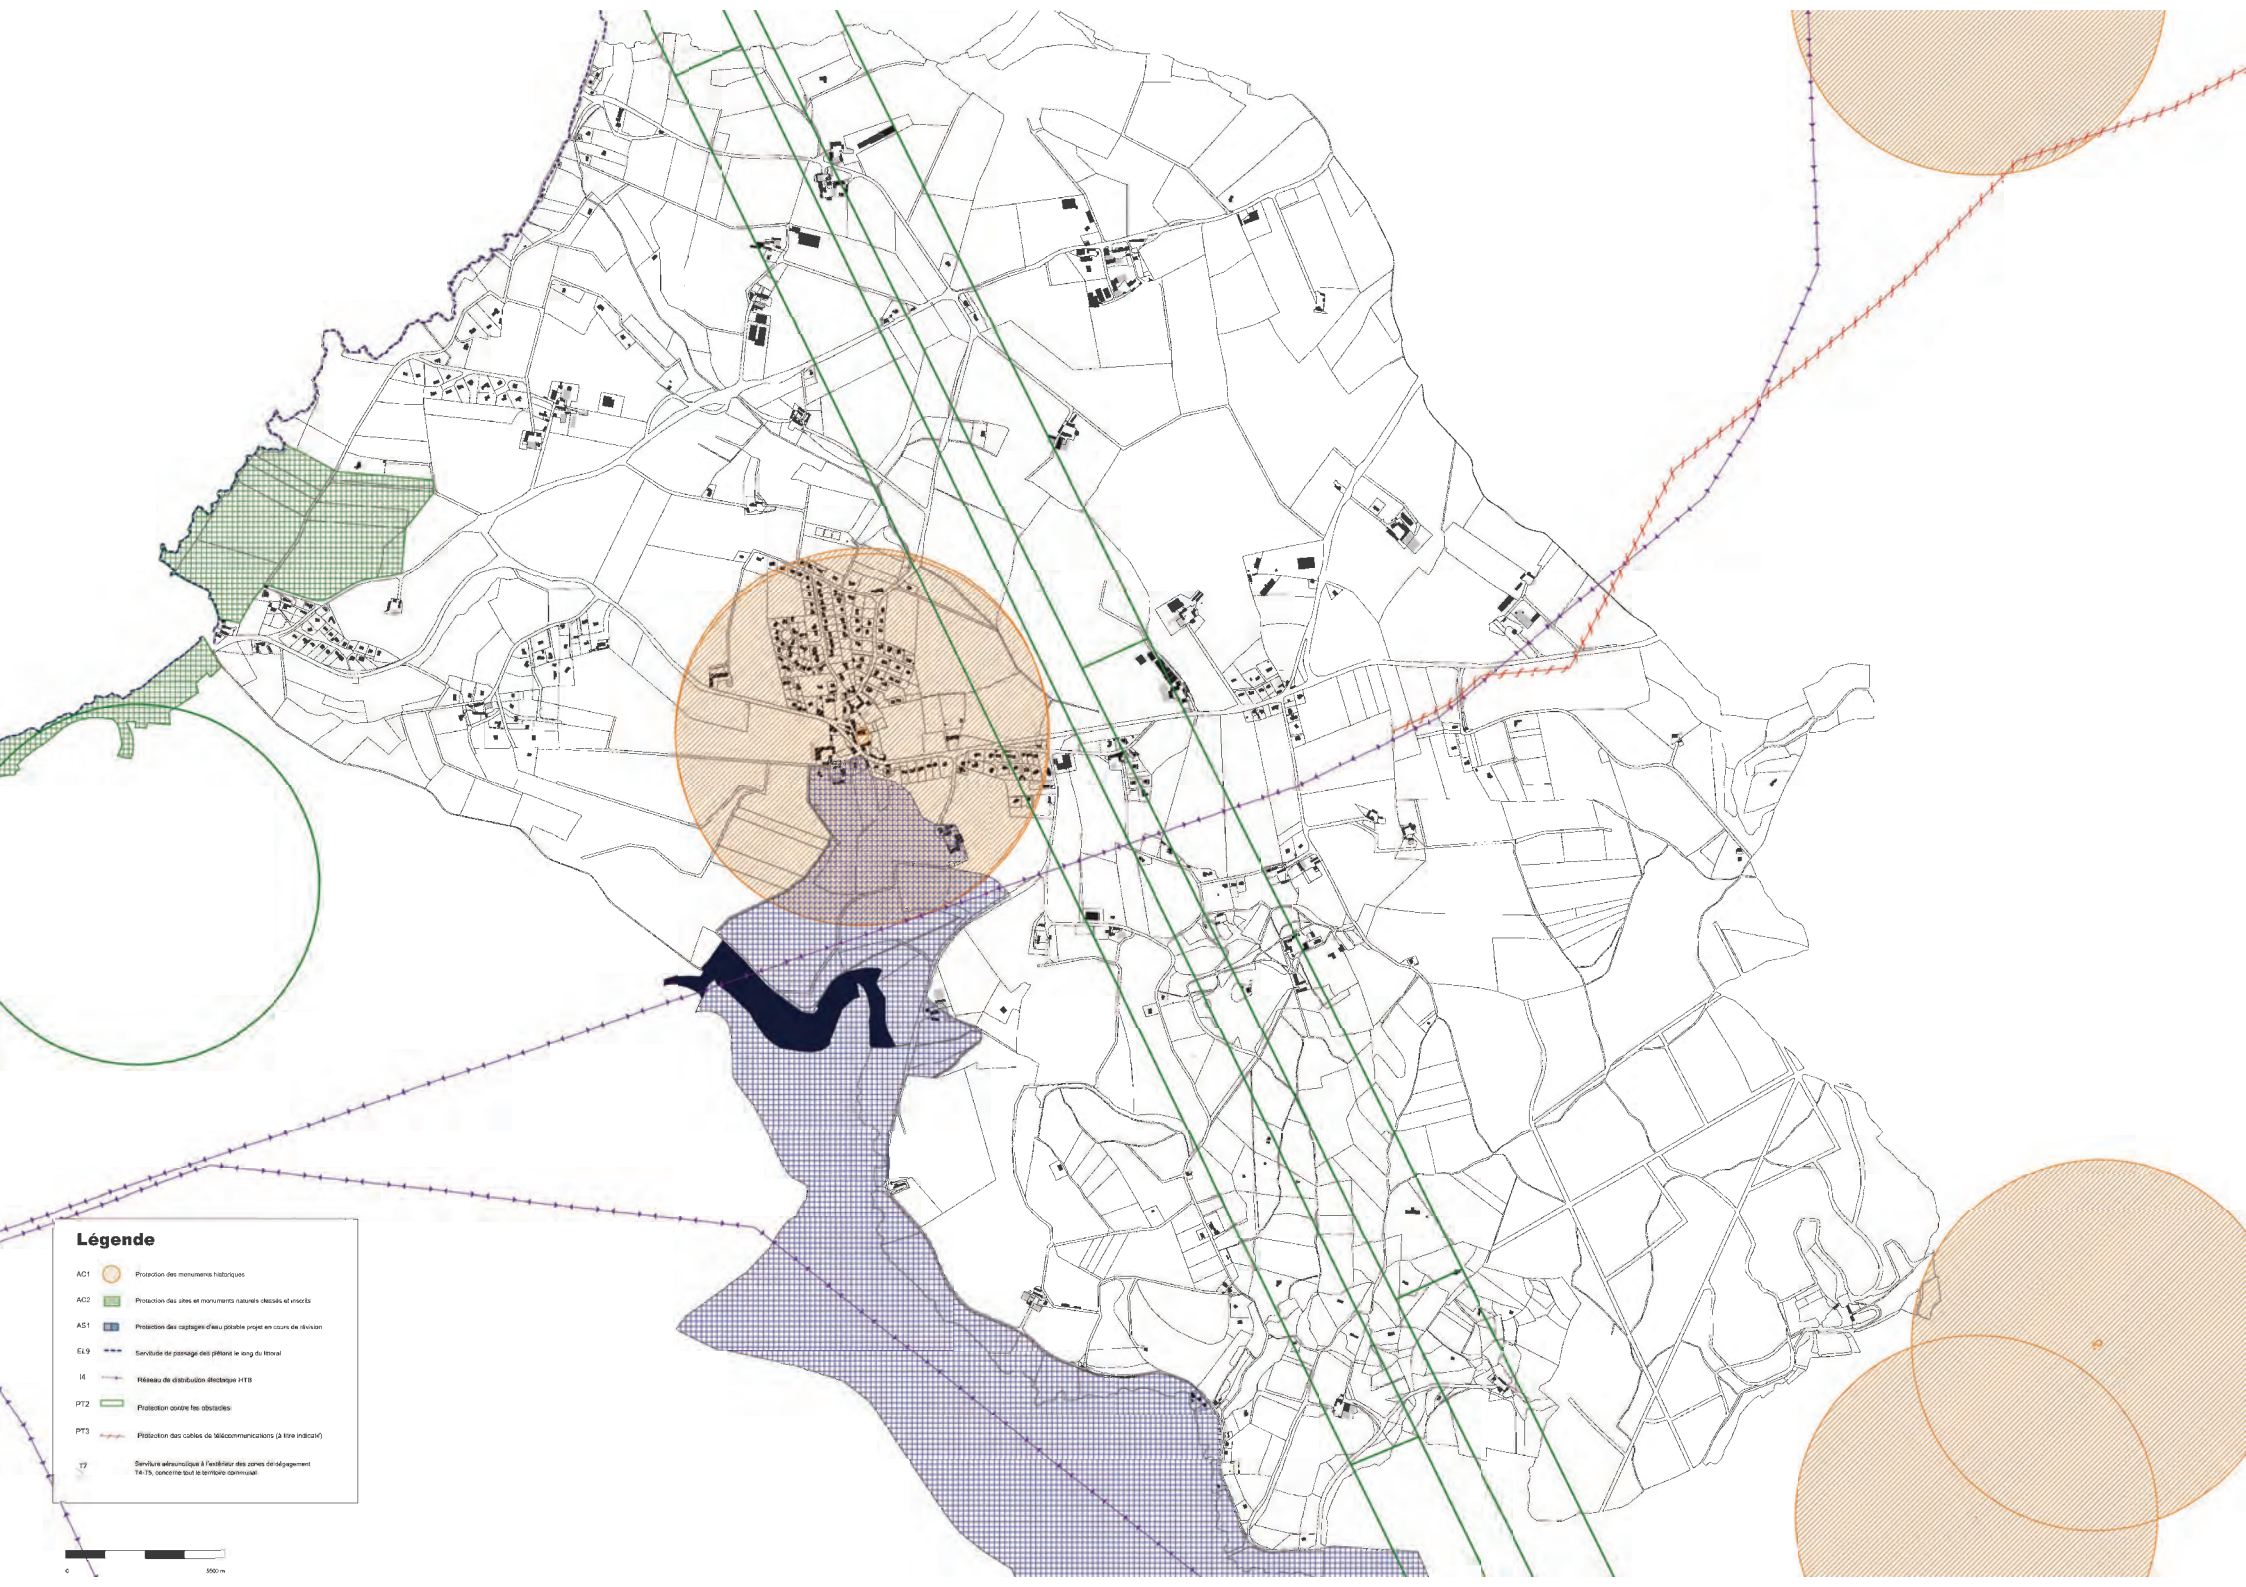 Légende
AC1 Protection des monuments historiques
AC2 Protection des sites et monuments naturels classés et inscrits
AS1 Protection des captages d'eau potable projet en cours de révision
EL9 Servitude de passage des piétons le long du littoral
I4 Réseau de distribution électrique HTB
PT2 Protection contre les obstacles
PT3 Protection des cables de télécommunications (à titre indicatif)
T7 Serviture aéronautique à l'extérieur des zones de dégagement
T4-T5, concerne tout le territoire communal
0